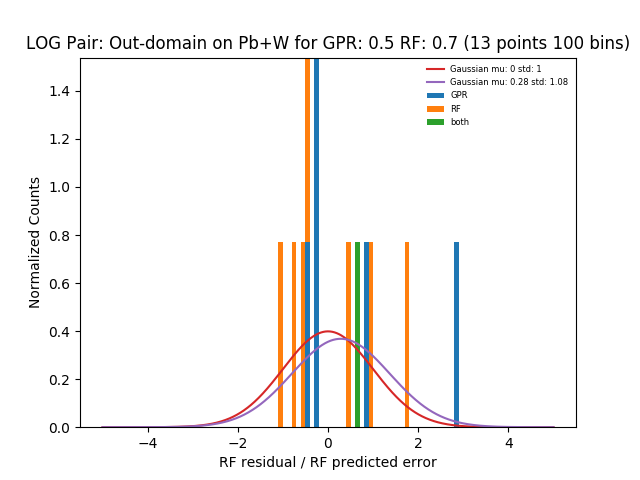 LOG Pair: Out-domain on Pb+W for GPR: 0.5 RF: 0.7 (13 points 100 bins)
Gaussian mu: 0 std: 1
Gaussian mu: 0.28 std: 1.08
GPR
RF
both
1.4
1.2
1.0
0.8
0.6
0.4
0.2
0.0
Normalized Counts
−4
−2
0
2
4
RF residual / RF predicted error